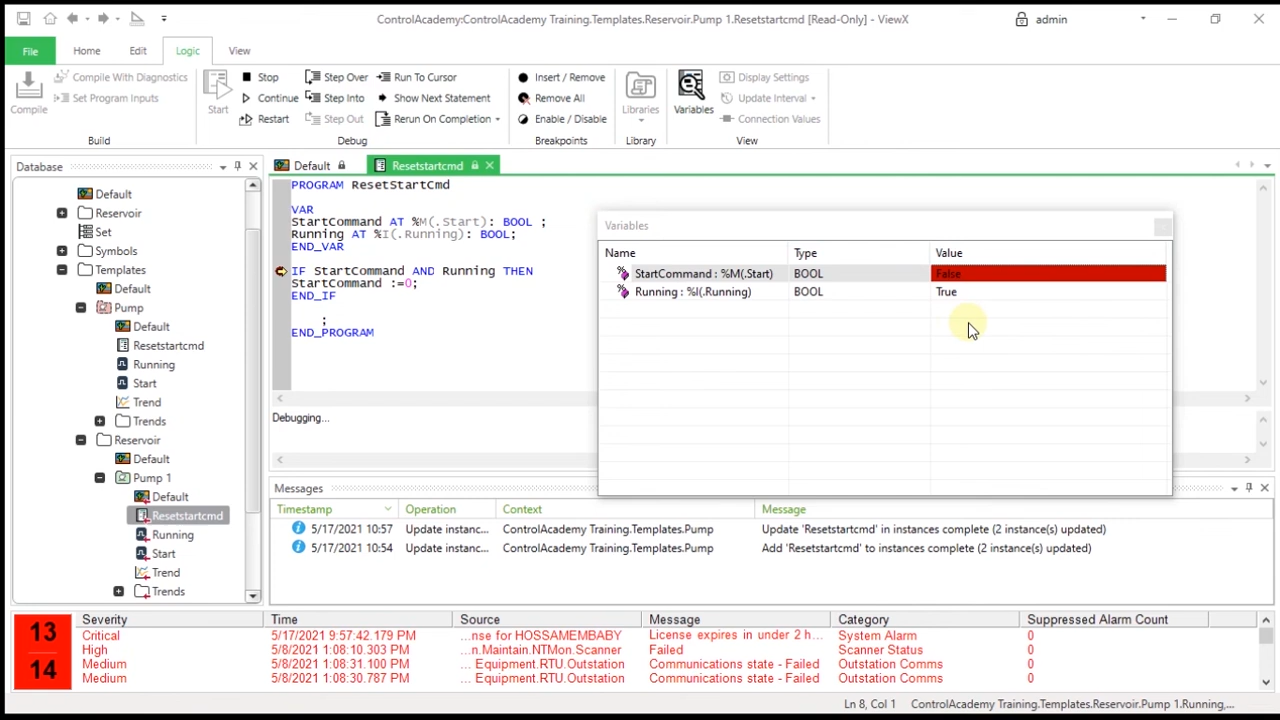 ControlAcademy:ControlAcademy Training.Templates.Reservoir.Pump 1.Resetstartcmd [Read-Only] - ViewX
admin
File Home Edit Logic View
Compile
Compile With Diagnostics
Set Program Inputs
Build
Start
Stop
Continue
Restart
Step Over
Step Into
Step Out
Run To Cursor
Show Next Statement
Rerun On Completion
Debug
Insert / Remove
Remove All
Enable / Disable
Breakpoints
Libraries
Library
Variables
Display Settings
Update Interval
Connection Values
View
Database
Default
Reservoir
Set
Symbols
Templates
Default
Pump
Default
Resetstartcmd
Running
Start
Trend
Trends
Reservoir
Default
Pump 1
Default
Resetstartcmd
Running
Start
Trend
Trends
Default Resetstartcmd
PROGRAM ResetStartCmd
VAR
StartCommand AT %M(.Start): BOOL ;
Running AT %I(.Running): BOOL;
END_VAR
IF StartCommand AND Running THEN
StartCommand :=0;
END_IF
;
END_PROGRAM
Debugging...
Variables
Name Type Value
StartCommand : %M(.Start) BOOL False
Running : %I(.Running) BOOL True
Messages
Timestamp Operation Context Message
5/17/2021 10:57 Update instanc... ControlAcademy Training.Templates.Pump Update 'Resetstartcmd' in instances complete (2 instance(s) updated)
5/17/2021 10:54 Update instanc... ControlAcademy Training.Templates.Pump Add 'Resetstartcmd' to instances complete (2 instance(s) updated)
13
14
Severity Time Source Message Category Suppressed Alarm Count
Critical 5/17/2021 9:57:42.179 PM ...nse for HOSSAMEMBABY License expires in under 2 h... System Alarm 0
High 5/8/2021 1:08:10.303 PM ...n.Maintain.NTMon.Scanner Failed Scanner Status 0
Medium 5/8/2021 1:08:31.100 PM ... Equipment.RTU.Outstation Communications state - Failed Outstation Comms 0
Medium 5/8/2021 1:08:30.787 PM ... Equipment.RTU.Outstation Communications state - Failed Outstation Comms 0
Ln 8, Col 1 ControlAcademy Training.Templates.Reservoir.Pump 1.Running,...